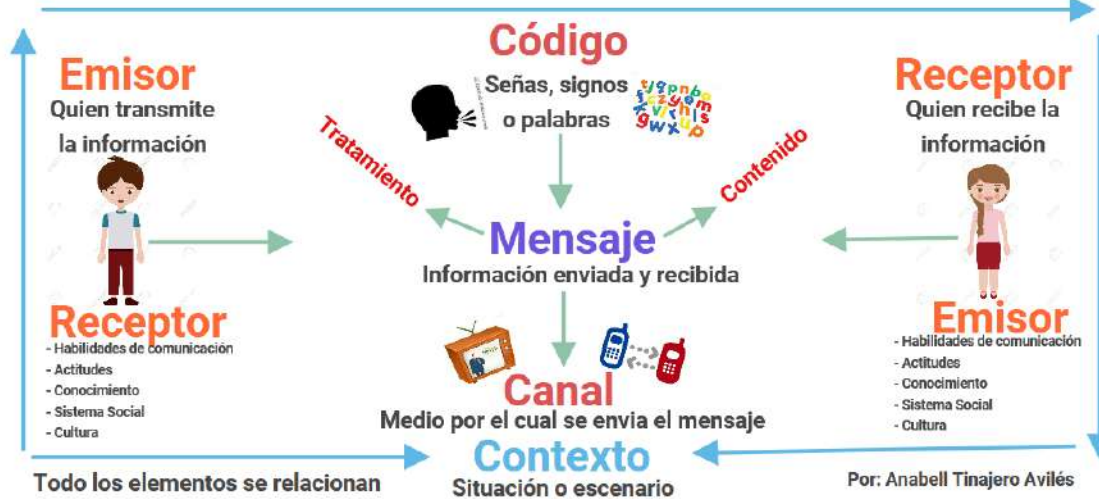 Código
Señas, signos
o palabras
Emisor
Quien transmite
la información
Receptor
Quien recibe la
información
Tratamiento
Contenido
Mensaje
Información enviada y recibida
Receptor
- Habilidades de comunicación
- Actitudes
- Conocimiento
- Sistema Social
- Cultura
Emisor
- Habilidades de comunicación
- Actitudes
- Conocimiento
- Sistema Social
- Cultura
Canal
Medio por el cual se envia el mensaje
Contexto
Situación o escenario
Todo los elementos se relacionan
Por: Anabell Tinajero Avilés